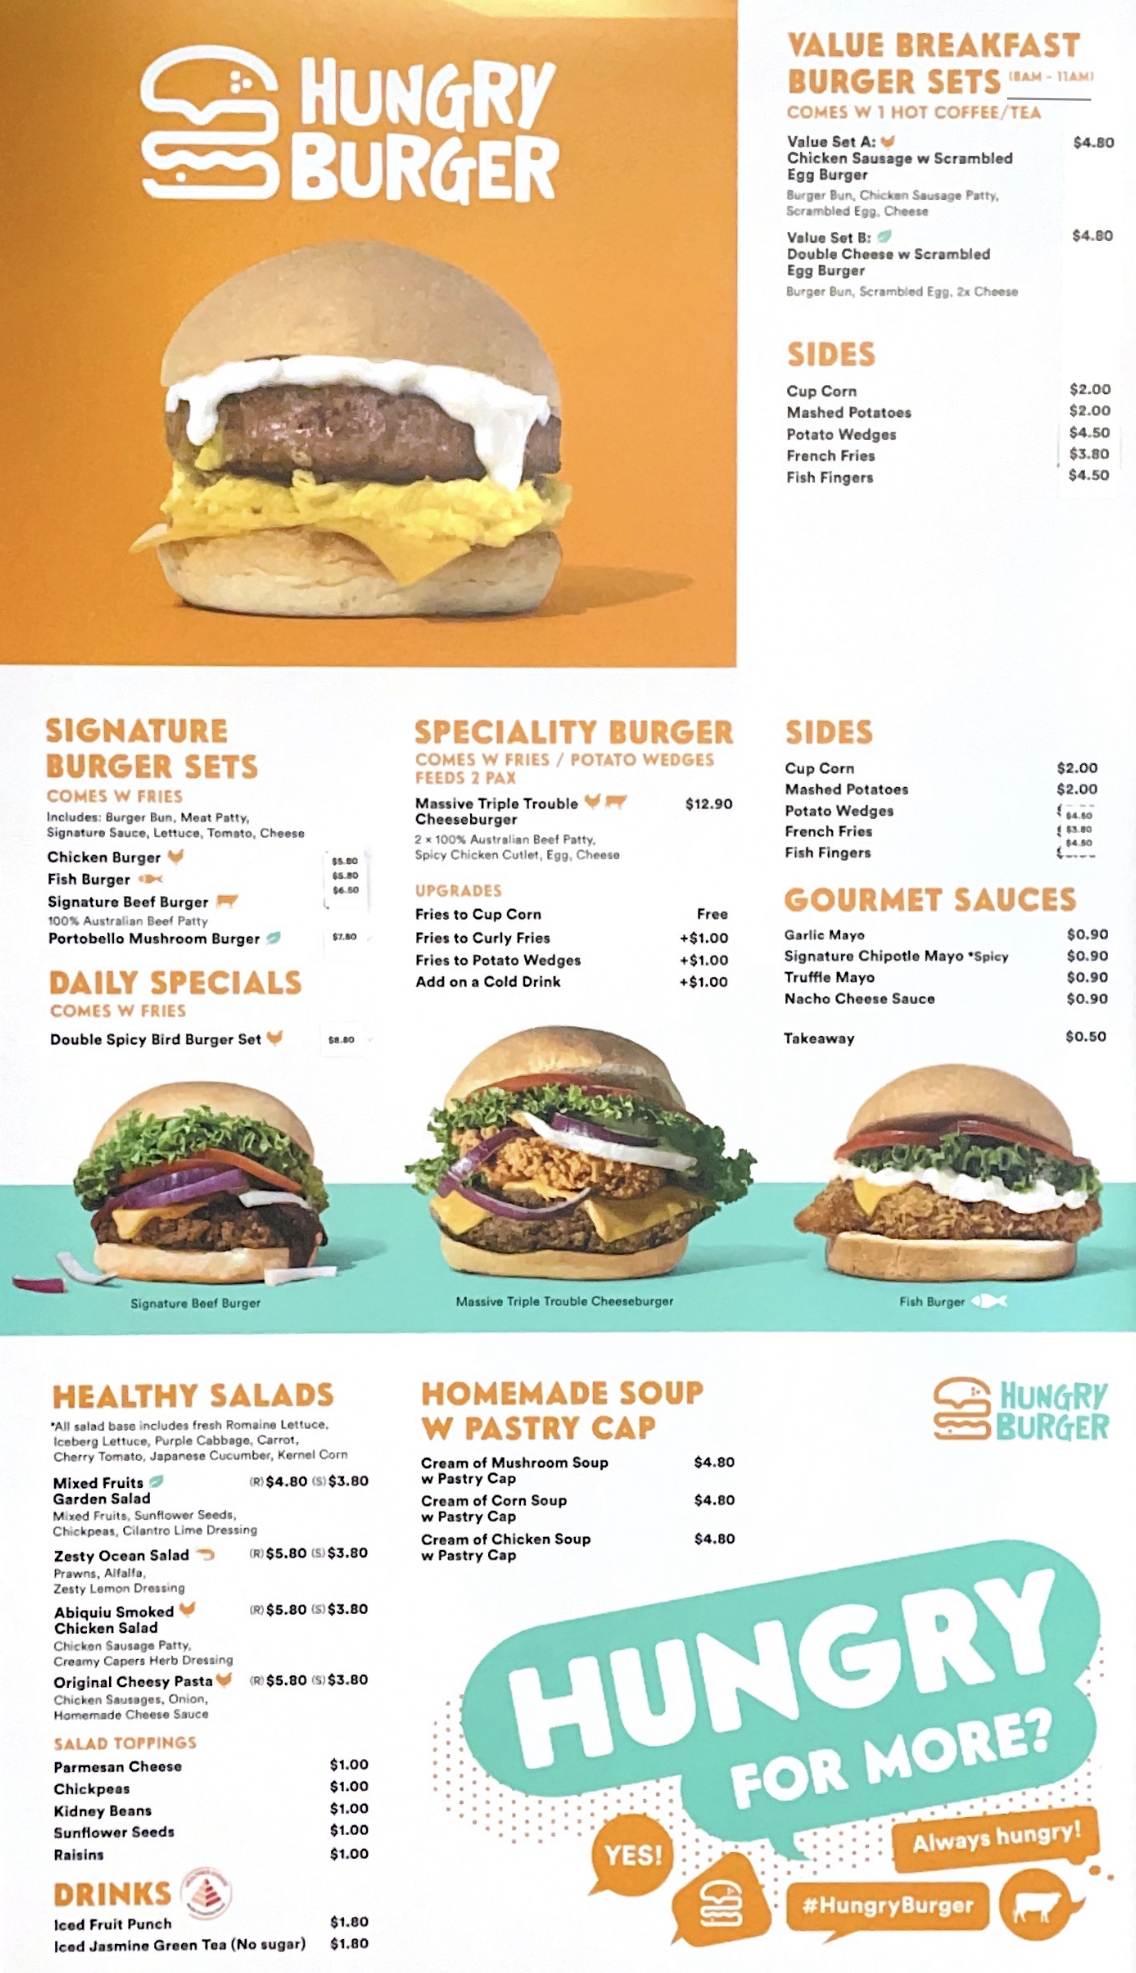 HUNGRY
BURGER
VALUE BREAKFAST
BURGER SETS (8AM - 11AM)
COMES W 1 HOT COFFEE/TEA
Value Set A: $4.80
Chicken Sausage w Scrambled
Egg Burger
Burger Bun, Chicken Sausage Patty,
Scrambled Egg, Cheese
Value Set B: $4.80
Double Cheese w Scrambled
Egg Burger
Burger Bun, Scrambled Egg, 2x Cheese
SIDES
Cup Corn $2.00
Mashed Potatoes $2.00
Potato Wedges $4.50
French Fries $3.80
Fish Fingers $4.50
SIGNATURE
BURGER SETS
COMES W FRIES
Includes: Burger Bun, Meat Patty,
Signature Sauce, Lettuce, Tomato, Cheese
Chicken Burger $5.80
Fish Burger $5.80
Signature Beef Burger $6.50
100% Australian Beef Patty
Portobello Mushroom Burger $7.80
DAILY SPECIALS
COMES W FRIES
Double Spicy Bird Burger Set $8.80
SPECIALITY BURGER
COMES W FRIES / POTATO WEDGES
FEEDS 2 PAX
Massive Triple Trouble $12.90
Cheeseburger
2 x 100% Australian Beef Patty,
Spicy Chicken Cutlet, Egg, Cheese
UPGRADES
Fries to Cup Corn Free
Fries to Curly Fries +$1.00
Fries to Potato Wedges +$1.00
Add on a Cold Drink +$1.00
SIDES
Cup Corn $2.00
Mashed Potatoes $2.00
Potato Wedges $4.50
French Fries $3.80
Fish Fingers $4.50
GOURMET SAUCES
Garlic Mayo $0.90
Signature Chipotle Mayo *Spicy $0.90
Truffle Mayo $0.90
Nacho Cheese Sauce $0.90
Takeaway $0.50
Signature Beef Burger
Massive Triple Trouble Cheeseburger
Fish Burger
HEALTHY SALADS
*All salad base includes fresh Romaine Lettuce,
Iceberg Lettuce, Purple Cabbage, Carrot,
Cherry Tomato, Japanese Cucumber, Kernel Corn
Mixed Fruits (R) $4.80 (S) $3.80
Garden Salad
Mixed Fruits, Sunflower Seeds,
Chickpeas, Cilantro Lime Dressing
Zesty Ocean Salad (R) $5.80 (S) $3.80
Prawns, Alfalfa,
Zesty Lemon Dressing
Abiquiu Smoked (R) $5.80 (S) $3.80
Chicken Salad
Chicken Sausage Patty,
Creamy Capers Herb Dressing
Original Cheesy Pasta (R) $5.80 (S) $3.80
Chicken Sausages, Onion,
Homemade Cheese Sauce
SALAD TOPPINGS
Parmesan Cheese $1.00
Chickpeas $1.00
Kidney Beans $1.00
Sunflower Seeds $1.00
Raisins $1.00
DRINKS
Iced Fruit Punch $1.80
Iced Jasmine Green Tea (No sugar) $1.80
HOMEMADE SOUP
W PASTRY CAP
Cream of Mushroom Soup $4.80
w Pastry Cap
Cream of Corn Soup $4.80
w Pastry Cap
Cream of Chicken Soup $4.80
w Pastry Cap
HUNGRY
BURGER
HUNGRY
FOR MORE?
YES!
Always hungry!
#HungryBurger